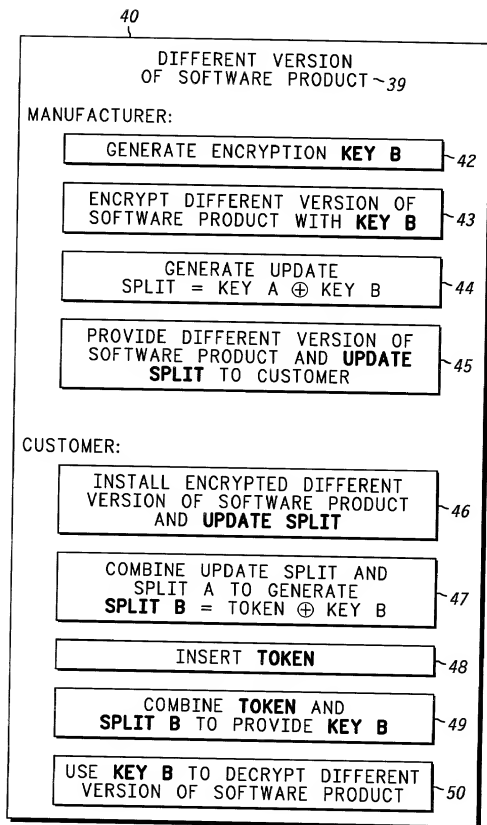 40
DIFFERENT VERSION
OF SOFTWARE PRODUCT ~39
MANUFACTURER:
GENERATE ENCRYPTION KEY B
42
ENCRYPT DIFFERENT VERSION OF
SOFTWARE PRODUCT WITH KEY B
43
GENERATE UPDATE
SPLIT = KEY A ⊕ KEY B
44
PROVIDE DIFFERENT VERSION OF
SOFTWARE PRODUCT AND UPDATE
SPLIT TO CUSTOMER
45
CUSTOMER:
INSTALL ENCRYPTED DIFFERENT
VERSION OF SOFTWARE PRODUCT
AND UPDATE SPLIT
46
COMBINE UPDATE SPLIT AND
SPLIT A TO GENERATE
SPLIT B = TOKEN ⊕ KEY B
47
INSERT TOKEN
48
COMBINE TOKEN AND
SPLIT B TO PROVIDE KEY B
49
USE KEY B TO DECRYPT DIFFERENT
VERSION OF SOFTWARE PRODUCT
50